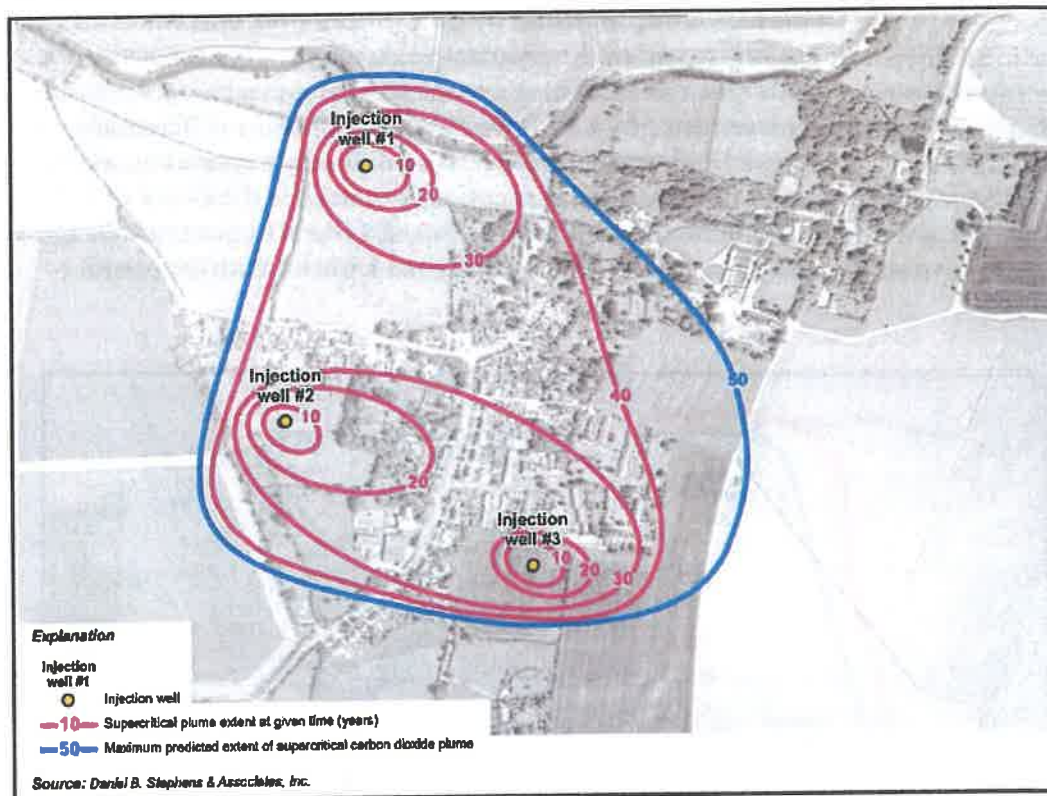 Injection
well #1
10
20
30
40
50
Injection
well #2
10
20
Injection
well #3
10
20
30
Explanation
Injection
well #1
Injection well
10 Supercritical plume extent at given time (years)
50 Maximum predicted extent of supercritical carbon dioxide plume
Source: Daniel B. Stephens & Associates, Inc.